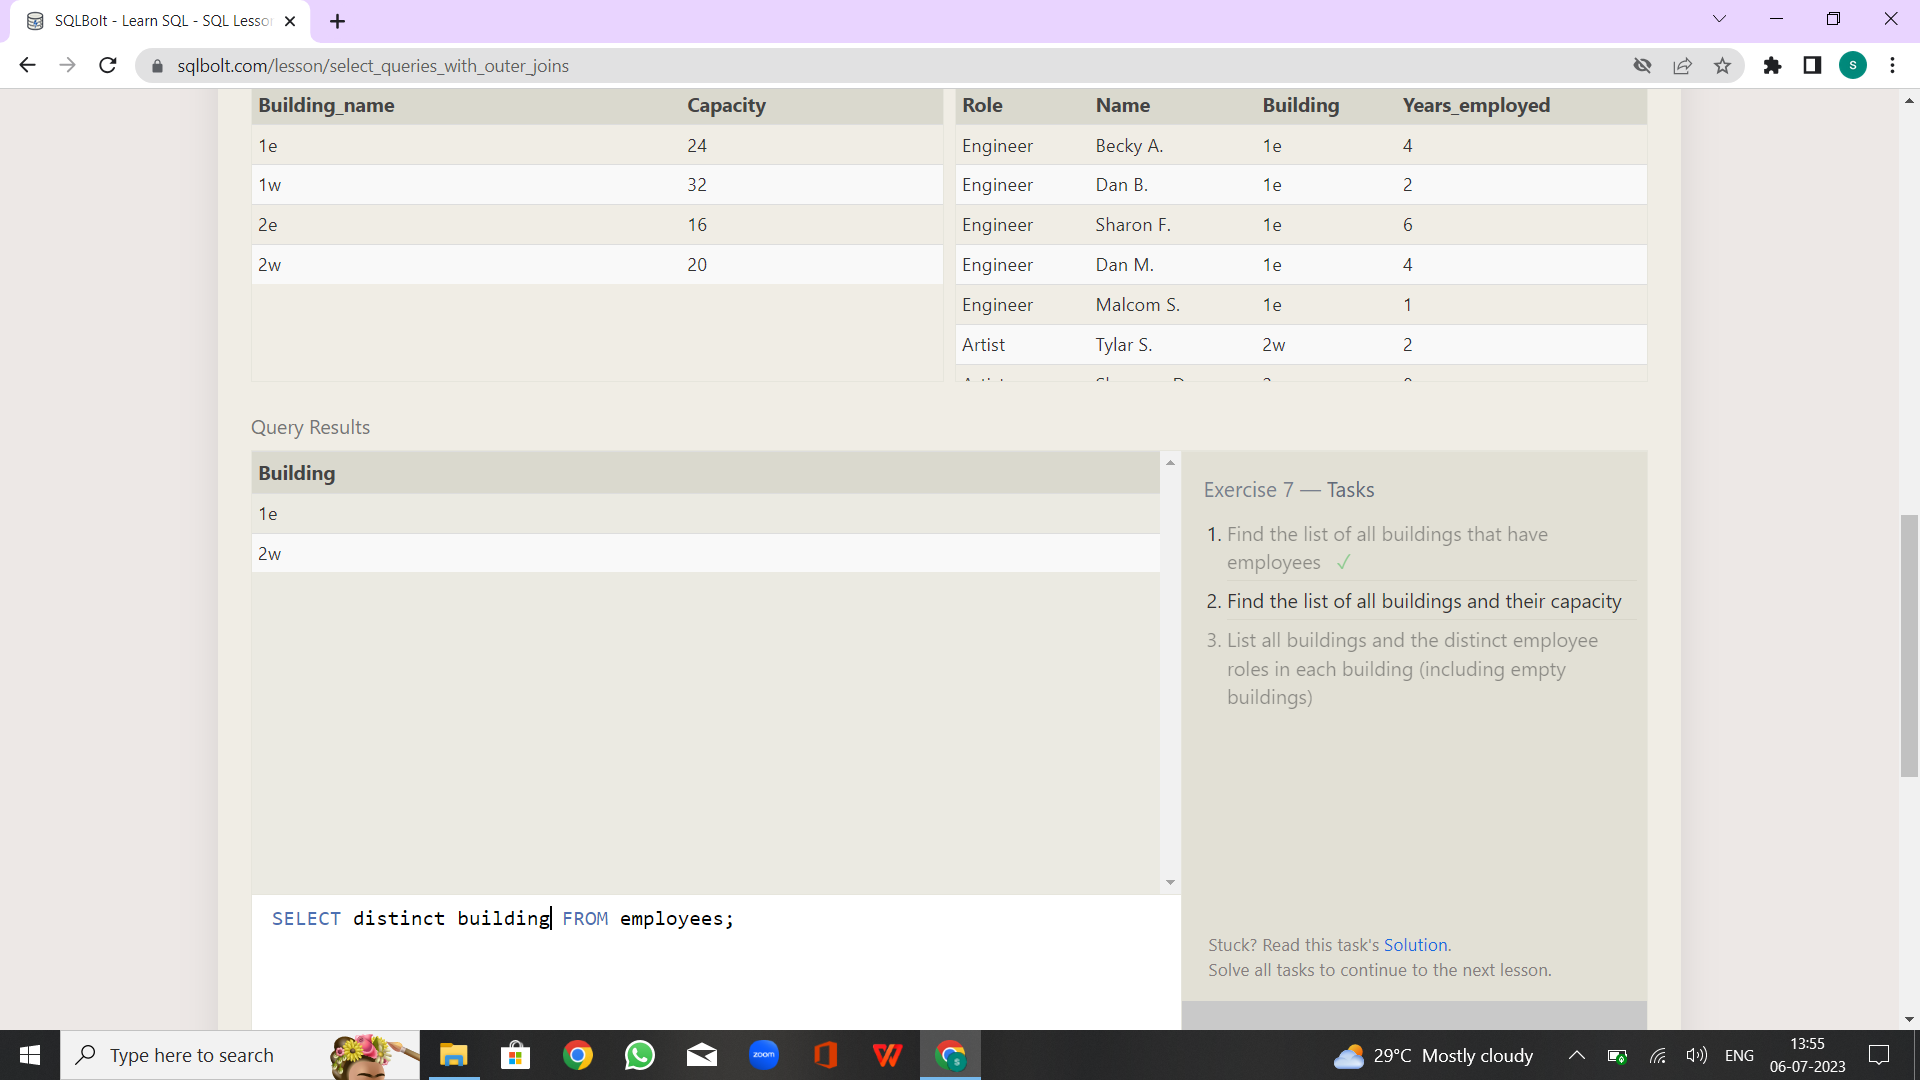 SQLBolt - Learn SQL - SQL Lesson
sqlbolt.com/lesson/select_queries_with_outer_joins
S
Building_name Capacity
1e 24
1w 32
2e 16
2w 20
Role Name Building Years_employed
Engineer Becky A. 1e 4
Engineer Dan B. 1e 2
Engineer Sharon F. 1e 6
Engineer Dan M. 1e 4
Engineer Malcom S. 1e 1
Artist Tylar S. 2w 2
Query Results
Building
1e
2w
Exercise 7 — Tasks
1. Find the list of all buildings that have
employees ✓
2. Find the list of all buildings and their capacity
3. List all buildings and the distinct employee
roles in each building (including empty
buildings)
SELECT distinct building FROM employees;
Stuck? Read this task's Solution.
Solve all tasks to continue to the next lesson.
Type here to search
zoom
S
29°C Mostly cloudy
ENG
13:55
06-07-2023